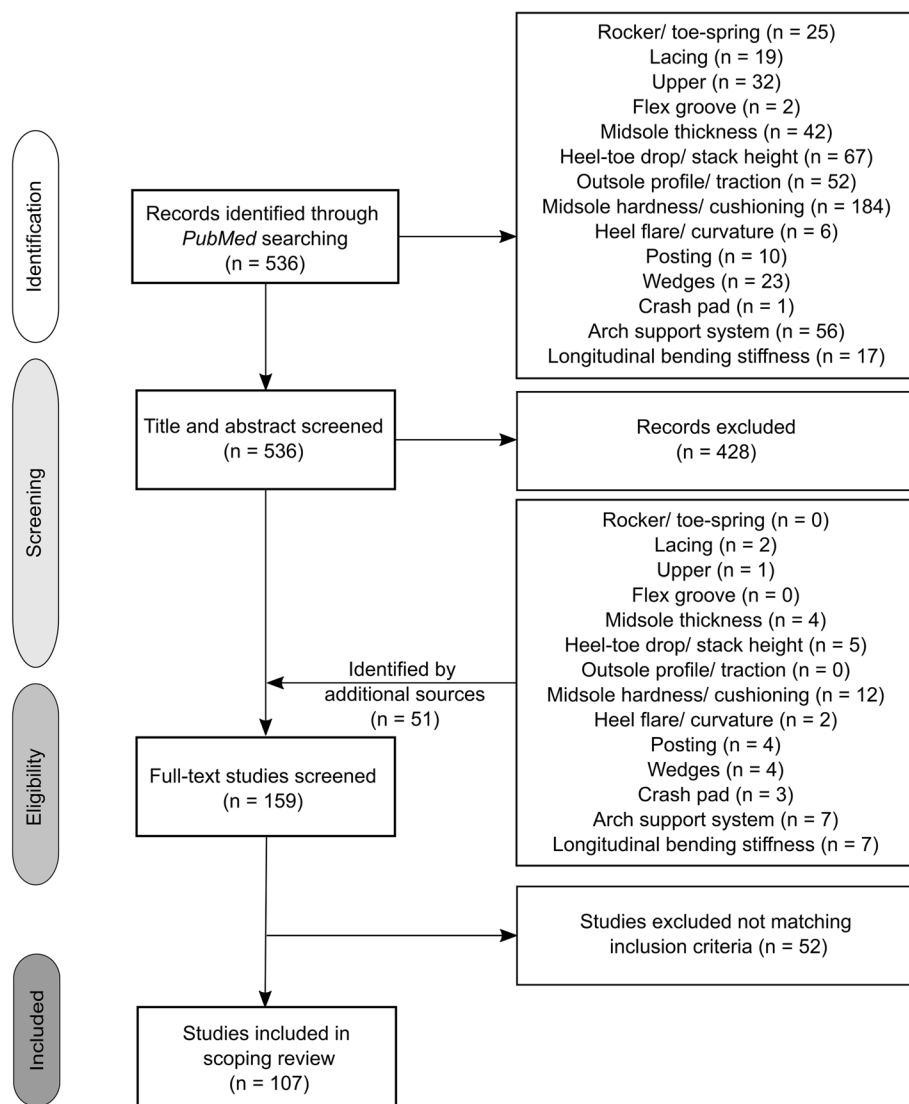 Identification
Records identified through
PubMed searching
(n = 536)
Rocker/ toe-spring (n = 25)
Lacing (n = 19)
Upper (n = 32)
Flex groove (n = 2)
Midsole thickness (n = 42)
Heel-toe drop/ stack height (n = 67)
Outsole profile/ traction (n = 52)
Midsole hardness/ cushioning (n = 184)
Heel flare/ curvature (n = 6)
Posting (n = 10)
Wedges (n = 23)
Crash pad (n = 1)
Arch support system (n = 56)
Longitudinal bending stiffness (n = 17)
Screening
Title and abstract screened
(n = 536)
Records excluded
(n = 428)
Identified by
additional sources
(n = 51)
Rocker/ toe-spring (n = 0)
Lacing (n = 2)
Upper (n = 1)
Flex groove (n = 0)
Midsole thickness (n = 4)
Heel-toe drop/ stack height (n = 5)
Outsole profile/ traction (n = 0)
Midsole hardness/ cushioning (n = 12)
Heel flare/ curvature (n = 2)
Posting (n = 4)
Wedges (n = 4)
Crash pad (n = 3)
Arch support system (n = 7)
Longitudinal bending stiffness (n = 7)
Eligibility
Full-text studies screened
(n = 159)
Studies excluded not matching
inclusion criteria (n = 52)
Included
Studies included in
scoping review
(n = 107)